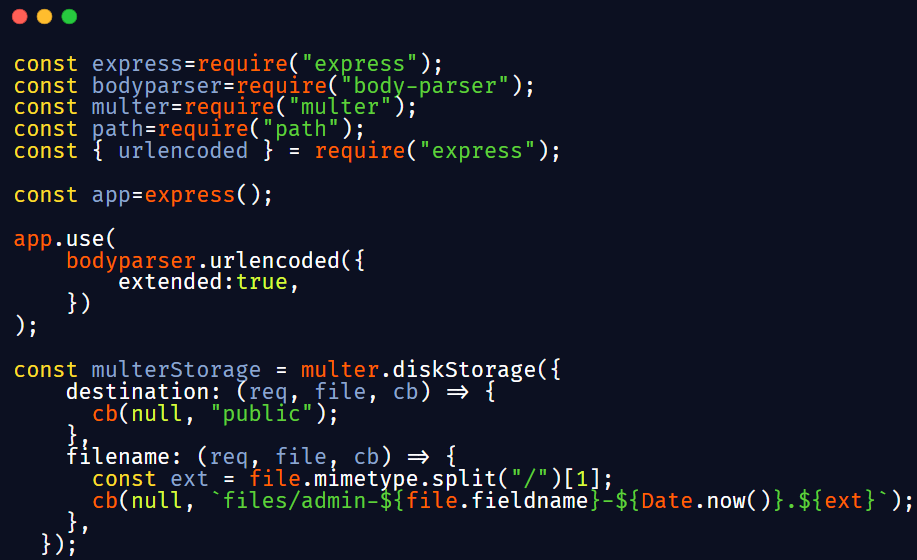 const express=require("express");
const bodyparser=require("body-parser");
const multer=require("multer");
const path=require("path");
const { urlencoded } = require("express");

const app=express();

app.use(
    bodyparser.urlencoded({
        extended:true,
    })
);

const multerStorage = multer.diskStorage({
    destination: (req, file, cb) => {
      cb(null, "public");
    },
    filename: (req, file, cb) => {
      const ext = file.mimetype.split("/")[1];
      cb(null, `files/admin-${file.fieldname}-${Date.now()}.${ext}`);
    },
  });